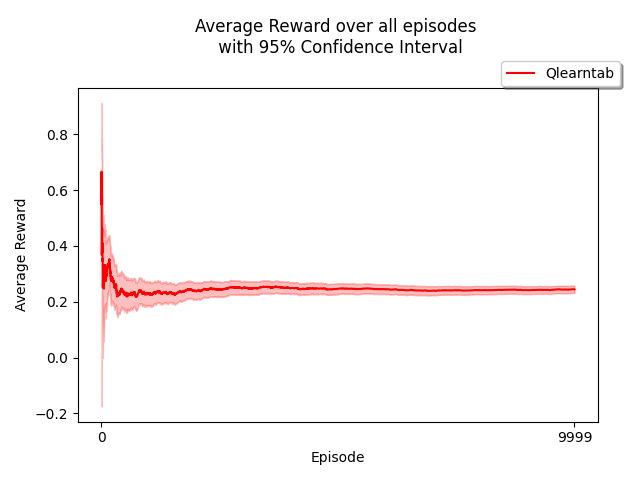 Average Reward over all episodes
with 95% Confidence Interval
Qlearntab
Average Reward
0.8
0.6
0.4
0.2
0.0
−0.2
0
9999
Episode